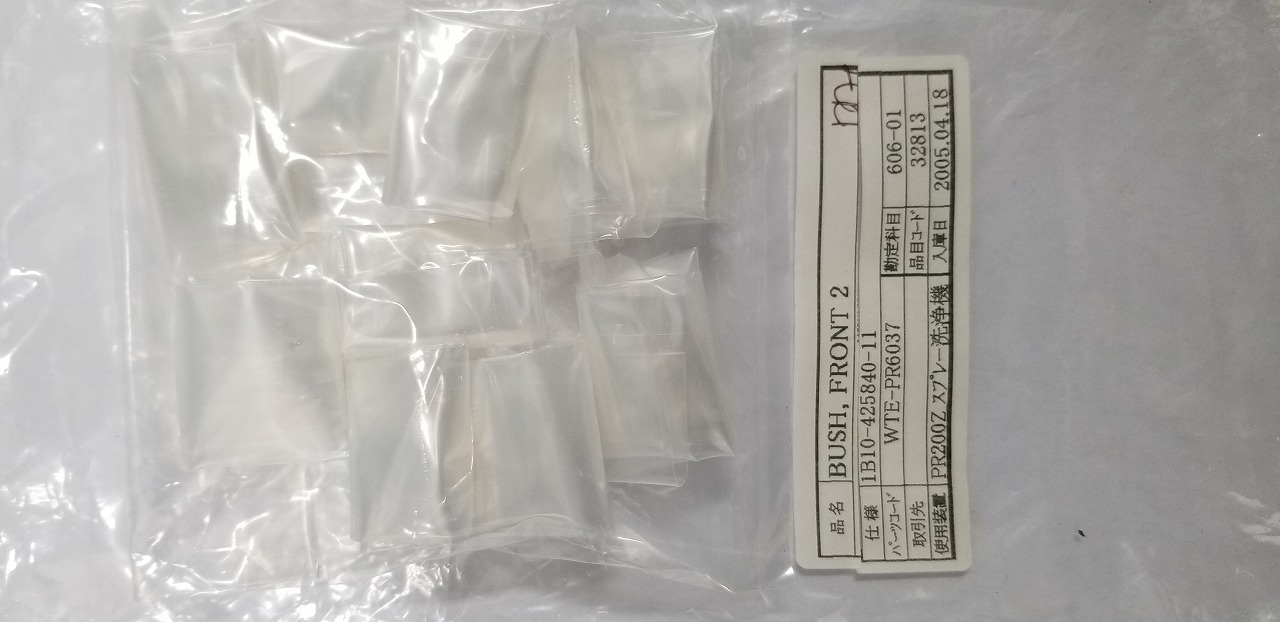 品名 BUSH, FRONT 2
仕様 1B10-425840-11
パーツコード WTE-PR6037 勘定科目 606-01
取引先 品目コード 32813
使用装置 PR200Z スプレー洗浄機 入庫日 2005.04.18